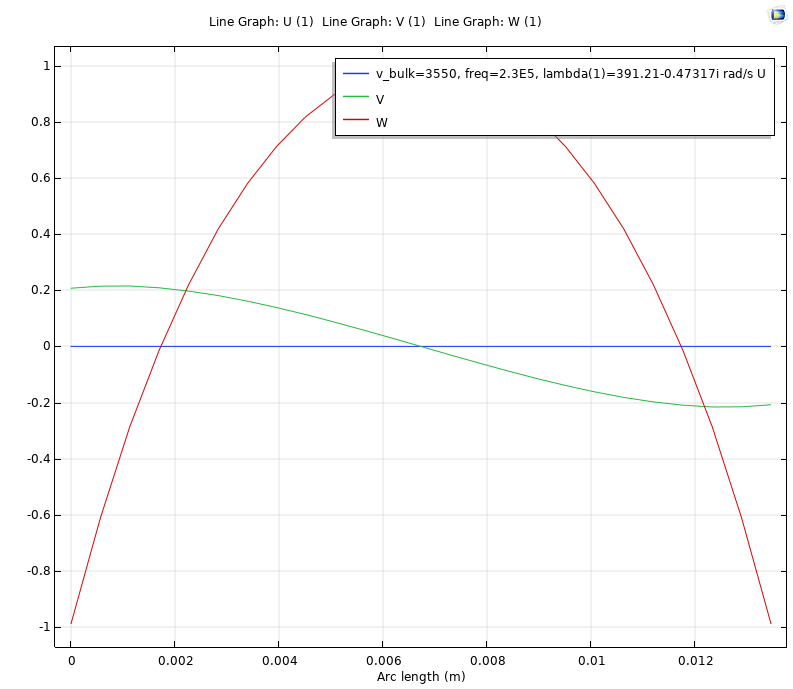 Line Graph: U (1) Line Graph: V (1) Line Graph: W (1)
v_bulk=3550, freq=2.3E5, lambda(1)=391.21-0.47317i rad/s U
V
W
1
0.8
0.6
0.4
0.2
0
-0.2
-0.4
-0.6
-0.8
-1
0 0.002 0.004 0.006 0.008 0.01 0.012
Arc length (m)